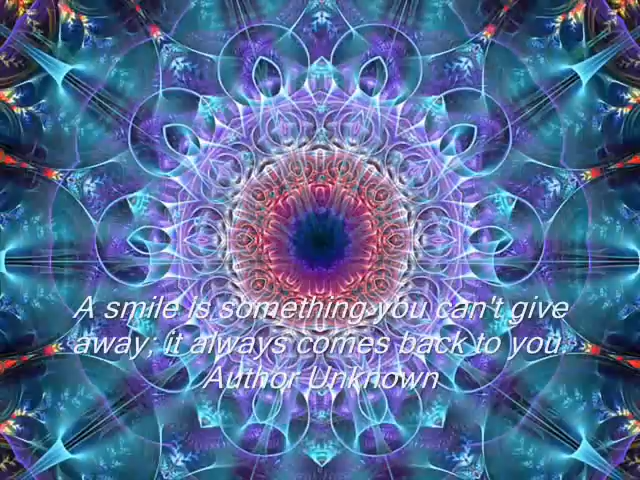 A smile is something you can't give
away; it always comes back to you.
Author Unknown